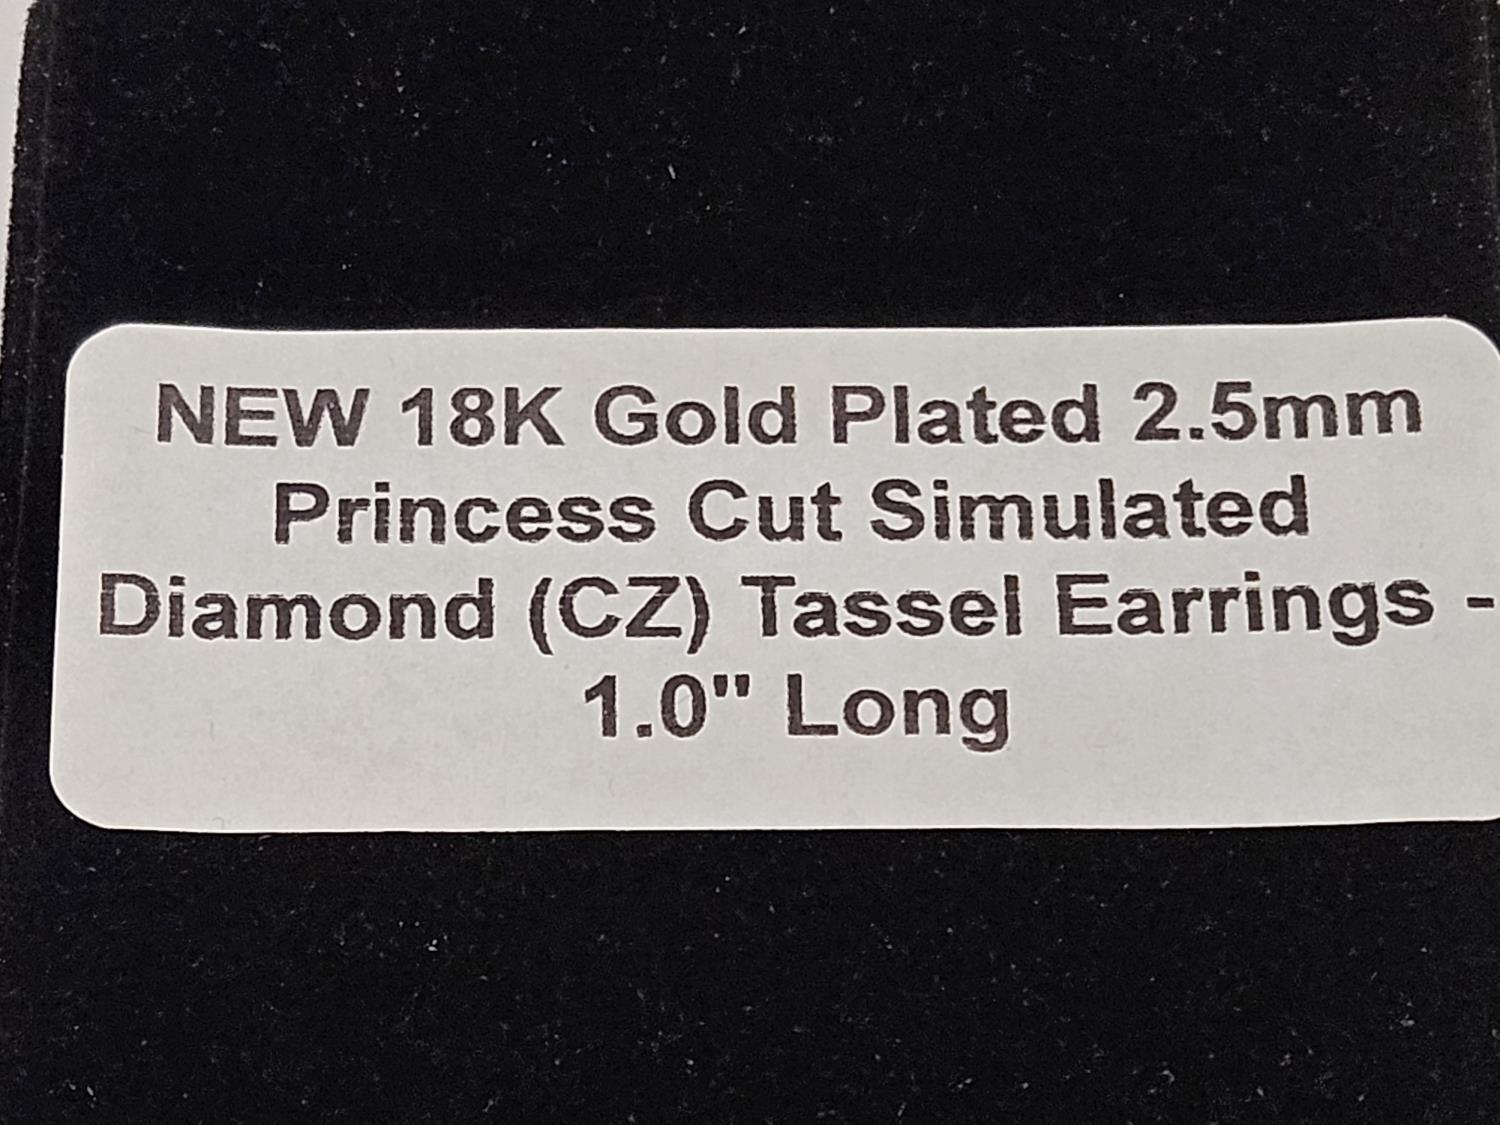 NEW 18K Gold Plated 2.5mm
Princess Cut Simulated
Diamond (CZ) Tassel Earrings -
1.0" Long